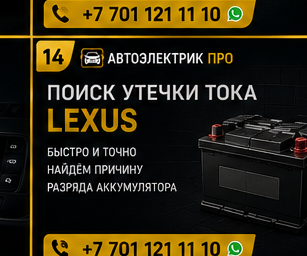 +7 701 121 11 10
14 АВТОЭЛЕКТРИК ПРО
ПОИСК УТЕЧКИ ТОКА
LEXUS
БЫСТРО И ТОЧНО
НАЙДЁМ ПРИЧИНУ
РАЗРЯДА АККУМУЛЯТОРА
+7 701 121 11 10